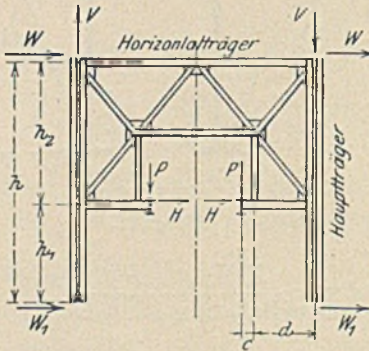 V
V
W
Horizontalträger
W
h₂
h
P
P
H
H
Hauptträger
h₁
W₁
W₁
c
d